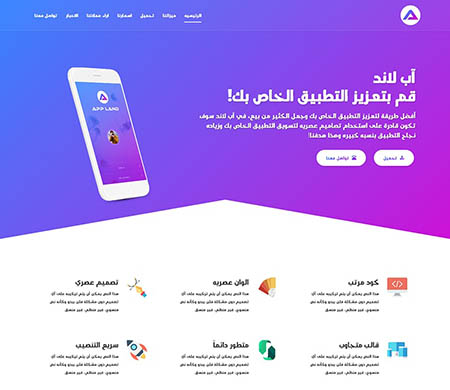 الرئيسيه ميزاتنا تحميل اسعارنا اراء عملائنا الاخبار تواصل معنا
آب لاند
قم بتعزيز التطبيق الخاص بك!
أفضل طريقة لتعزيز التطبيق الخاص بك وجعل الكثير من بيع، في آب لاند سوف
تكون قادرة على استخدام تصاميم عصريه لتسويق التطبيق الخاص بك وزياده
نجاح التطبيق بنسبه كبيره وهذا هدفنا!
تحميل
تواصل معنا
APP LAND
كود مرتب
هذا النص يمكن أن يتم تركيبه على أي
تصميم دون مشكلة فلن يبدو وكأنه نص
منسوخ، غير منظم، غير منسق
الوان عصريه
هذا النص يمكن أن يتم تركيبه على أي
تصميم دون مشكلة فلن يبدو وكأنه نص
منسوخ، غير منظم، غير منسق
تصميم عصري
هذا النص يمكن أن يتم تركيبه على أي
تصميم دون مشكلة فلن يبدو وكأنه نص
منسوخ، غير منظم، غير منسق
قالب متجاوب
هذا النص يمكن أن يتم تركيبه على أي
تصميم دون مشكلة فلن يبدو وكأنه نص
منسوخ، غير منظم، غير منسق
متطور دائماً
هذا النص يمكن أن يتم تركيبه على أي
تصميم دون مشكلة فلن يبدو وكأنه نص
منسوخ، غير منظم، غير منسق
سريع التنصيب
هذا النص يمكن أن يتم تركيبه على أي
تصميم دون مشكلة فلن يبدو وكأنه نص
منسوخ، غير منظم، غير منسق